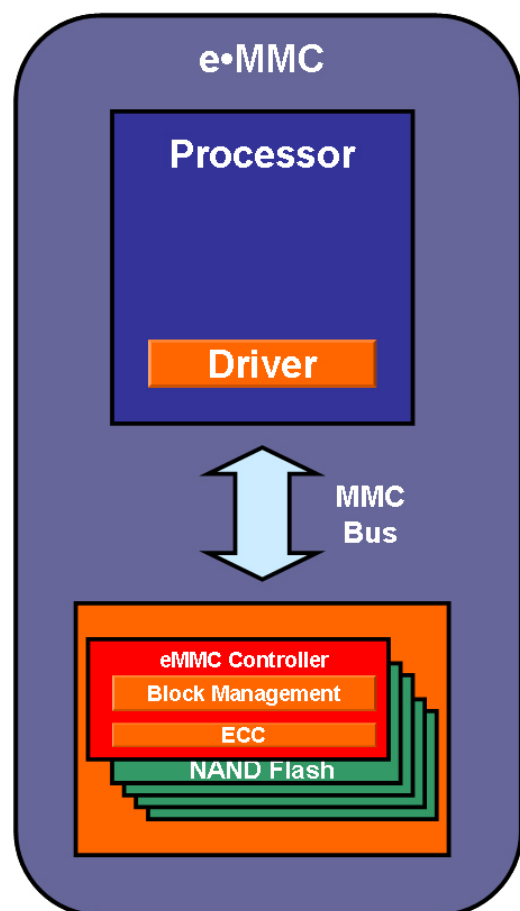 e•MMC
Processor
Driver
MMC
Bus
eMMC Controller
Block Management
ECC
NAND Flash